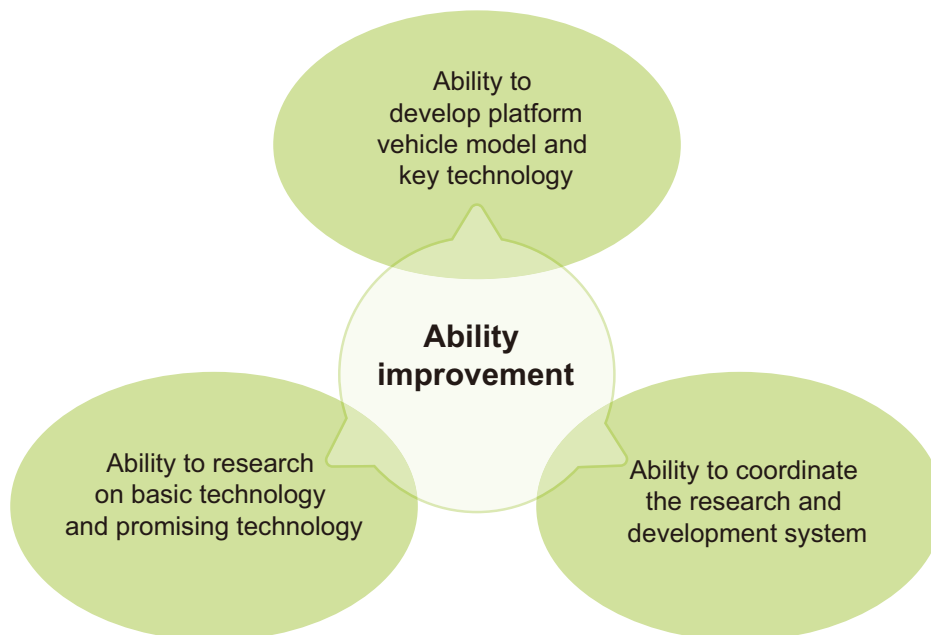 Ability to
develop platform
vehicle model and
key technology
Ability
improvement
Ability to research
on basic technology
and promising technology
Ability to coordinate
the research and
development system